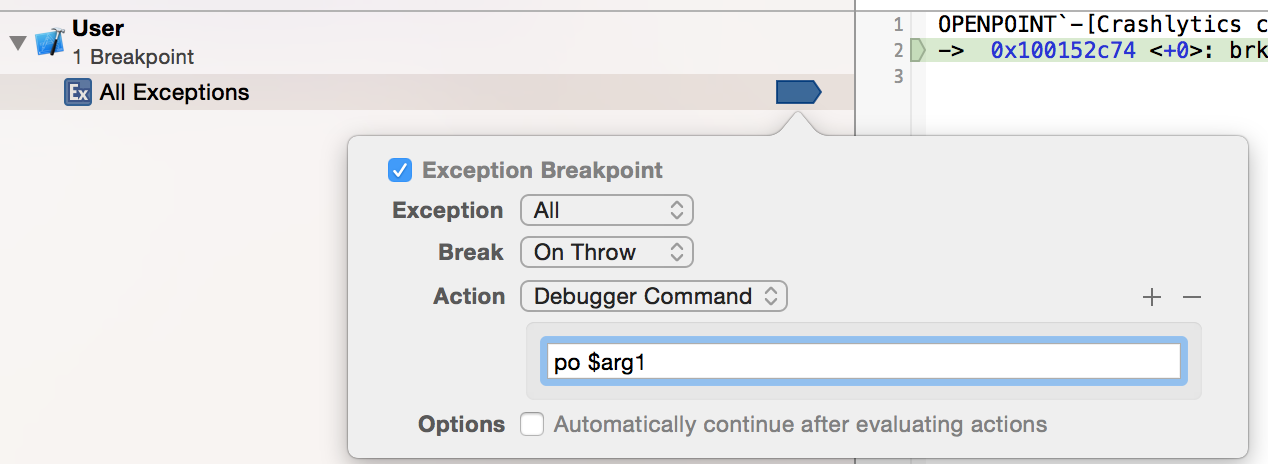 User
1 Breakpoint
Ex All Exceptions
1 OPENPOINT`-[Crashlytics c
2 -> 0x100152c74 <+0>: brk
3
Exception Breakpoint
Exception All
Break On Throw
Action Debugger Command
po $arg1
Options Automatically continue after evaluating actions